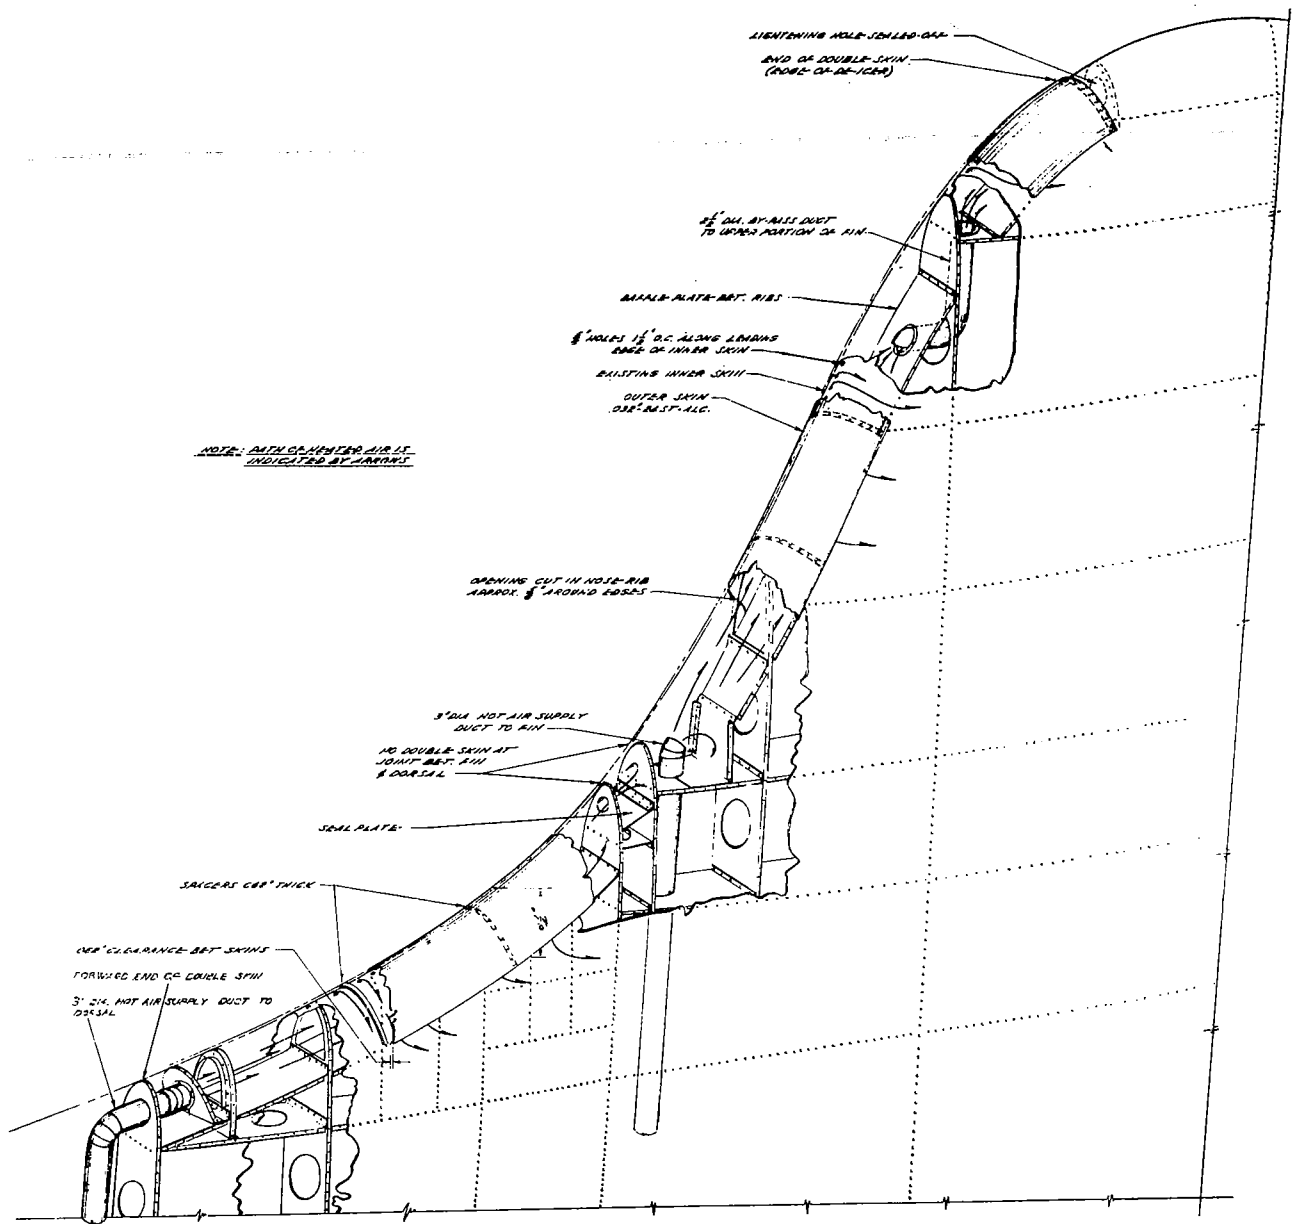 LIGHTENING HOLE SEALED OFF
END OF DOUBLE SKIN
(EDGE OF DE-ICER)
DIA. BY-PASS DUCT
TO UPPER PORTION OF FIN
BAFFLE PLATE BET. RIBS
HOLES 1½" O.C. ALONG LEADING
EDGE OF INNER SKIN
EXISTING INNER SKIN
OUTER SKIN
ALC.
NOTE: PATH OF HEATED AIR IS
INDICATED BY ARROWS
OPENING CUT IN NOSE RIB
APPROX. AROUND EDGES
3" DIA. HOT AIR SUPPLY
DUCT TO FIN
NO DOUBLE SKIN AT
JOINT BET. FIN
& DORSAL
SEAL PLATE
SPACERS THICK
CLEARANCE BET SKINS
FORWARD END OF DOUBLE SKIN
3" DIA. HOT AIR SUPPLY DUCT TO
DORSAL